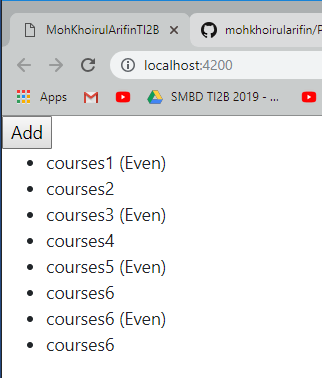 MohKhoirulArifinTI2B mohkhoirularifin/P
localhost:4200
Apps SMBD TI2B 2019 - ...
Add
courses1 (Even)
courses2
courses3 (Even)
courses4
courses5 (Even)
courses6
courses6 (Even)
courses6